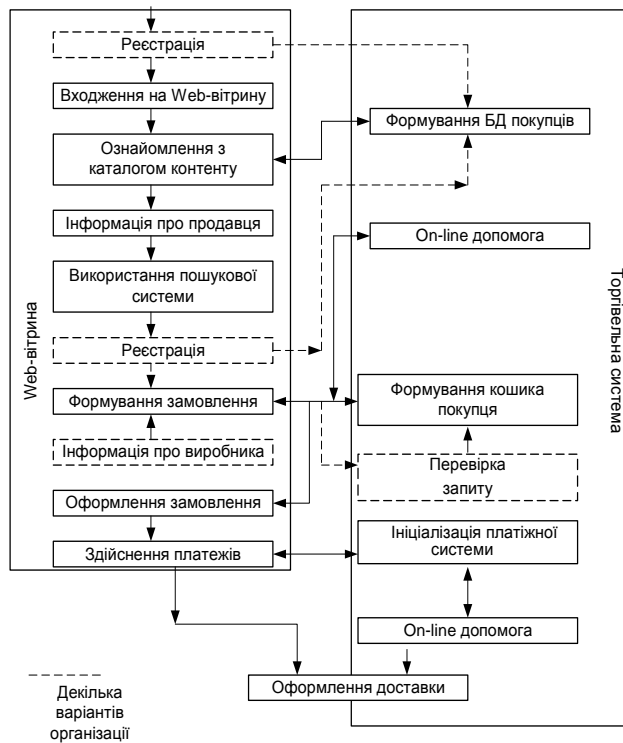 Реєстрація
Входження на Web-вітрину
Ознайомлення з
каталогом контенту
Інформація про продавця
Використання пошукової
системи
Реєстрація
Формування замовлення
Інформація про виробника
Оформлення замовлення
Здійснення платежів
Web-вітрина
Формування БД покупців
On-line допомога
Формування кошика
покупця
Перевірка
запиту
Ініціалізація платіжної
системи
On-line допомога
Торгівельна система
Оформлення доставки
Декілька
варіантів
організації